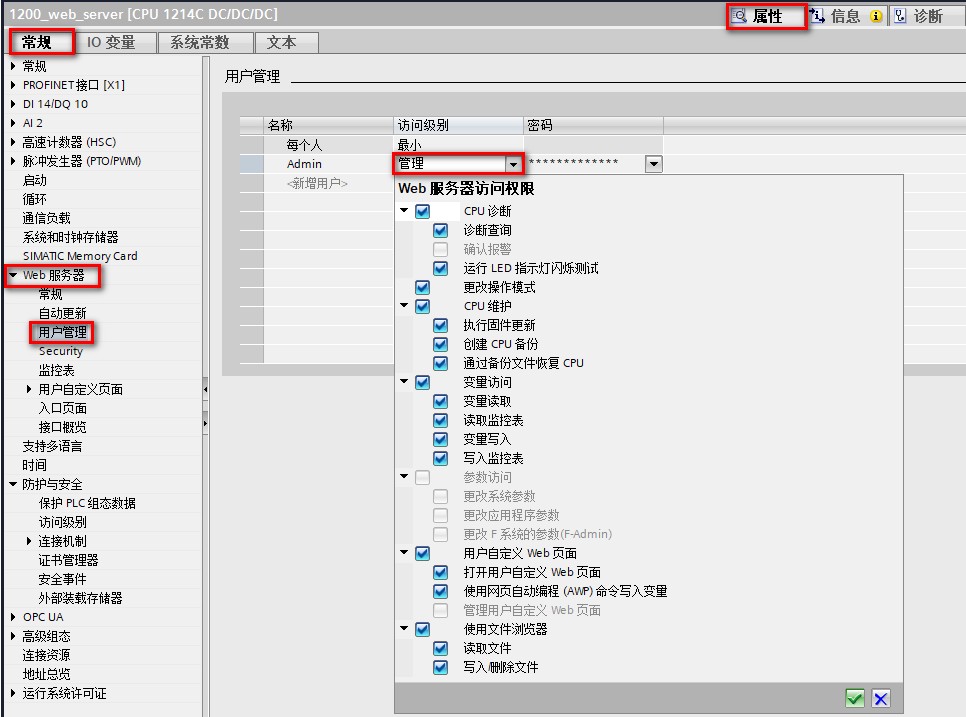 1200_web_server [CPU 1214C DC/DC/DC]
属性
信息
诊断
常规
IO 变量
系统常数
文本
常规
PROFINET接口 [X1]
DI 14/DQ 10
AI 2
高速计数器 (HSC)
脉冲发生器 (PTO/PWM)
启动
循环
通信负载
系统和时钟存储器
SIMATIC Memory Card
Web 服务器
常规
自动更新
用户管理
Security
监控表
用户自定义页面
入口页面
接口概览
支持多语言
时间
防护与安全
保护 PLC 组态数据
访问级别
连接机制
证书管理器
安全事件
外部装载存储器
OPC UA
高级组态
连接资源
地址总览
运行系统许可证
用户管理
名称 访问级别 密码
每个人 最小
Admin 管理 *************
<新增用户>
Web 服务器访问权限
CPU 诊断
诊断查询
确认报警
运行 LED 指示灯闪烁测试
更改操作模式
CPU 维护
执行固件更新
创建 CPU 备份
通过备份文件恢复 CPU
变量访问
变量读取
读取监控表
变量写入
写入监控表
参数访问
更改系统参数
更改应用程序参数
更改 F 系统的参数(F-Admin)
用户自定义 Web 页面
打开用户自定义 Web 页面
使用网页自动编程 (AWP) 命令写入变量
管理用户自定义 Web 页面
使用文件浏览器
读取文件
写入/删除文件